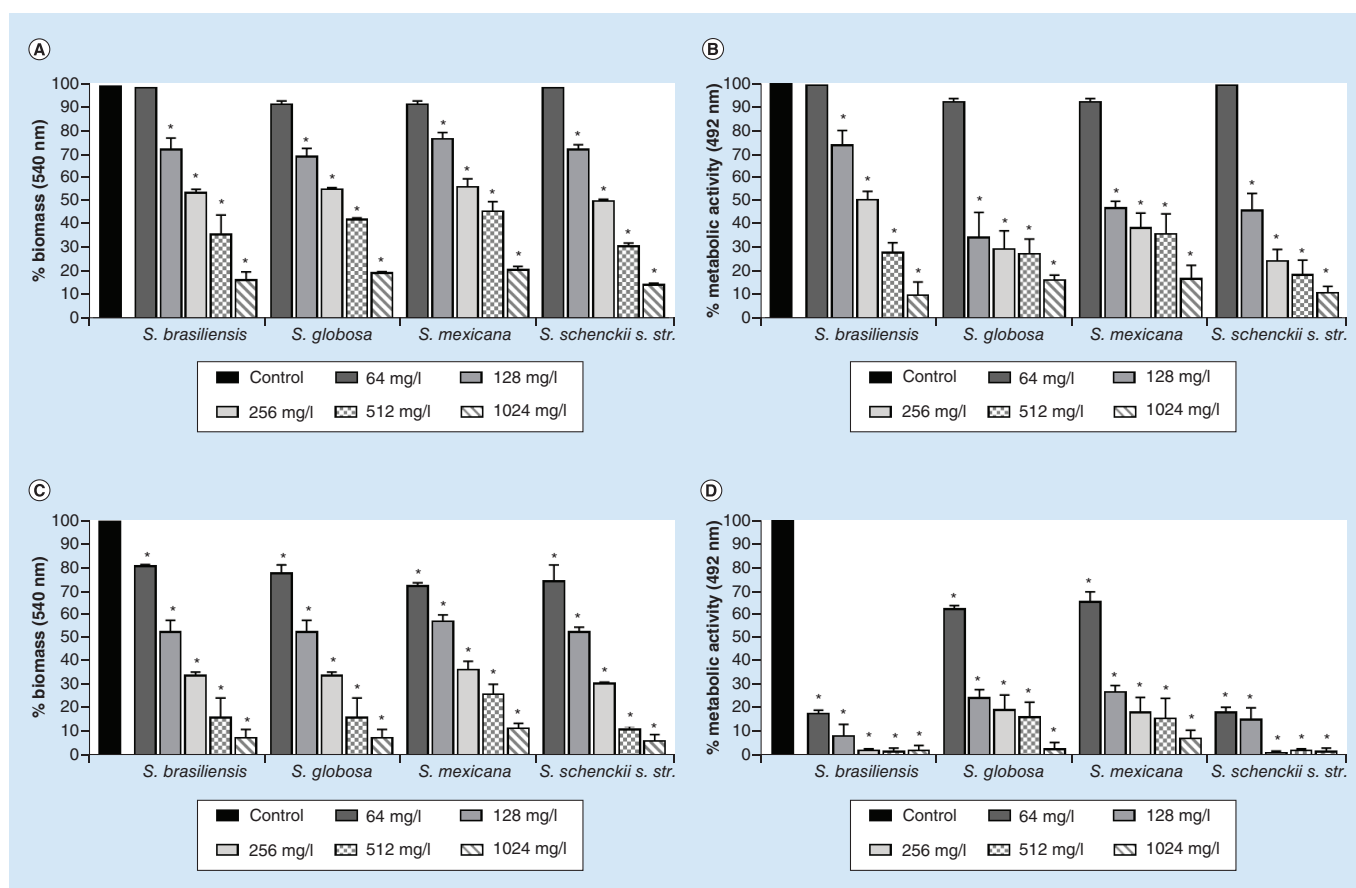 A
% biomass (540 nm)
100
90
80
70
60
50
40
30
20
10
0
* * * * * * * * * * * * * * * *
S. brasiliensis S. globosa S. mexicana S. schenckii s. str.
Control 64 mg/l 128 mg/l
256 mg/l 512 mg/l 1024 mg/l
B
% metabolic activity (492 nm)
100
90
80
70
60
50
40
30
20
10
0
* * * * * * * * * * * * * * * *
S. brasiliensis S. globosa S. mexicana S. schenckii s. str.
Control 64 mg/l 128 mg/l
256 mg/l 512 mg/l 1024 mg/l
C
% biomass (540 nm)
100
90
80
70
60
50
40
30
20
10
0
* * * * * * * * * * * * * * * * * * * *
S. brasiliensis S. globosa S. mexicana S. schenckii s. str.
Control 64 mg/l 128 mg/l
256 mg/l 512 mg/l 1024 mg/l
D
% metabolic activity (492 nm)
100
90
80
70
60
50
40
30
20
10
0
* * * * * * * * * * * * * * * * * * * *
S. brasiliensis S. globosa S. mexicana S. schenckii s. str.
Control 64 mg/l 128 mg/l
256 mg/l 512 mg/l 1024 mg/l